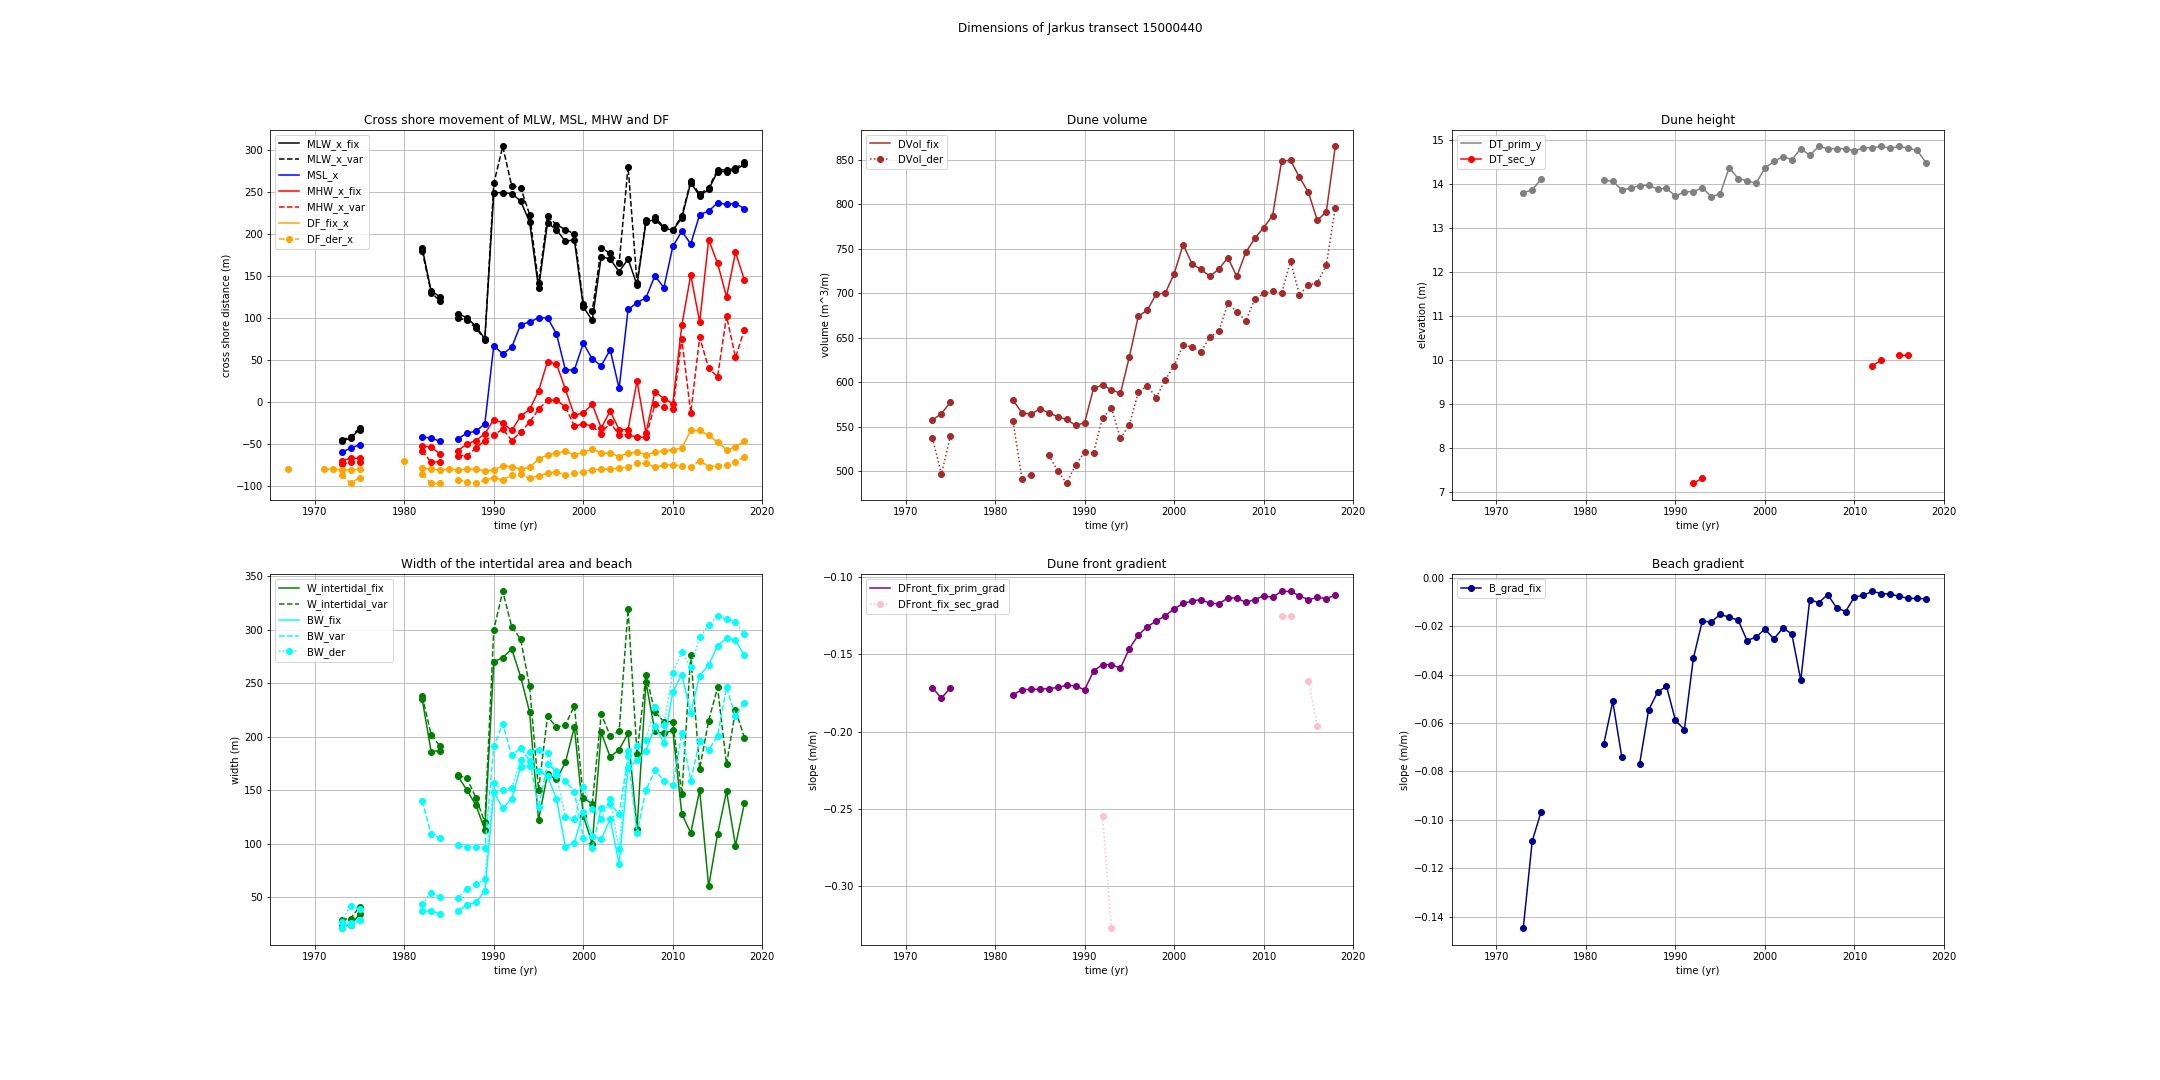 Dimensions of Jarkus transect 15000440
Cross shore movement of MLW, MSL, MHW and DF
MLW_x_fix
MLW_x_var
MSL_x
MHW_x_fix
MHW_x_var
DF_fix_x
DF_der_x
300
250
200
150
100
50
0
−50
−100
cross shore distance (m)
1970 1980 1990 2000 2010 2020
time (yr)
Dune volume
DVol_fix
DVol_der
850
800
750
700
650
600
550
500
volume (m^3/m)
1970 1980 1990 2000 2010 2020
time (yr)
Dune height
DT_prim_y
DT_sec_y
15
14
13
12
11
10
9
8
7
elevation (m)
1970 1980 1990 2000 2010 2020
time (yr)
Width of the intertidal area and beach
W_intertidal_fix
W_intertidal_var
BW_fix
BW_var
BW_der
350
300
250
200
150
100
50
width (m)
1970 1980 1990 2000 2010 2020
time (yr)
Dune front gradient
DFront_fix_prim_grad
DFront_fix_sec_grad
−0.10
−0.15
−0.20
−0.25
−0.30
slope (m/m)
1970 1980 1990 2000 2010 2020
time (yr)
Beach gradient
B_grad_fix
0.00
−0.02
−0.04
−0.06
−0.08
−0.10
−0.12
−0.14
slope (m/m)
1970 1980 1990 2000 2010 2020
time (yr)